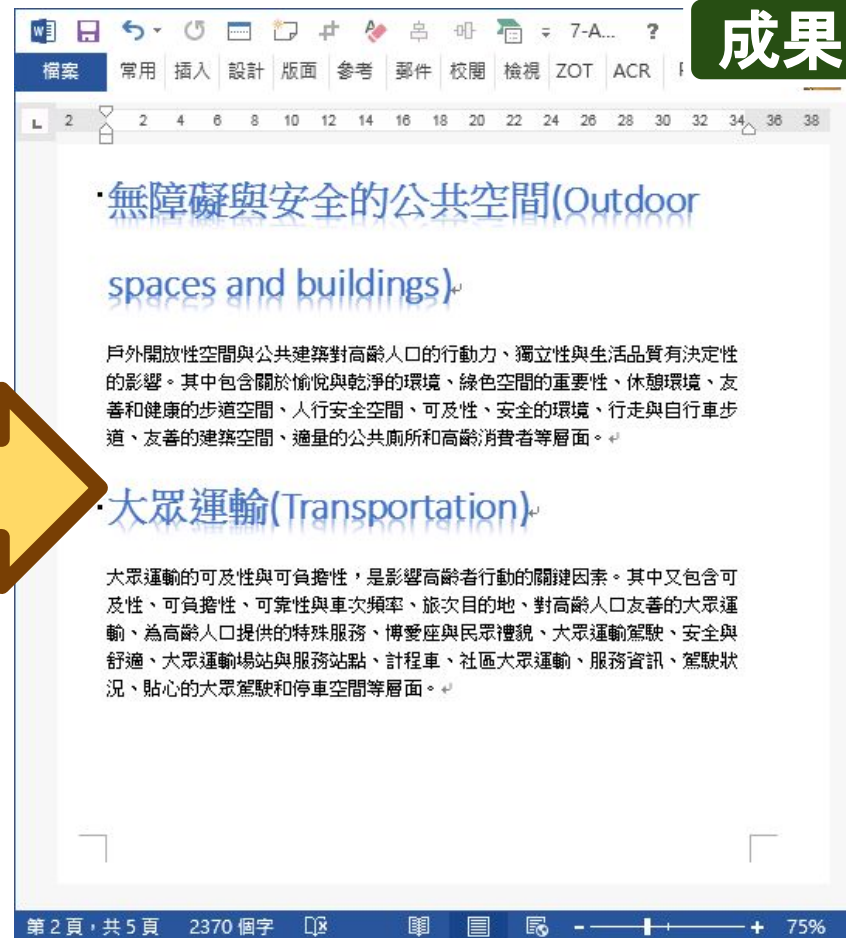 7-A... ?
成果
檔案 常用 插入 設計 版面 參考 郵件 校閱 檢視 ZOT ACR
L 2 2 4 6 8 10 12 14 16 18 20 22 24 26 28 30 32 34 36 38
無障礙與安全的公共空間(Outdoor
spaces and buildings)
戶外開放性空間與公共建築對高齡人口的行動力、獨立性與生活品質有決定性
的影響。其中包含關於愉悅與乾淨的環境、綠色空間的重要性、休憩環境、友
善和健康的步道空間、人行安全空間、可及性、安全的環境、行走與自行車步
道、友善的建築空間、適量的公共廁所和高齡消費者等層面。
大眾運輸(Transportation)
大眾運輸的可及性與可負擔性，是影響高齡者行動的關鍵因素。其中又包含可
及性、可負擔性、可靠性與車次頻率、旅次目的地、對高齡人口友善的大眾運
輸、為高齡人口提供的特殊服務、博愛座與民眾禮貌、大眾運輸駕駛、安全與
舒適、大眾運輸場站與服務站點、計程車、社區大眾運輸、服務資訊、駕駛狀
況、貼心的大眾駕駛和停車空間等層面。
第 2 頁，共 5 頁 2370 個字 75%